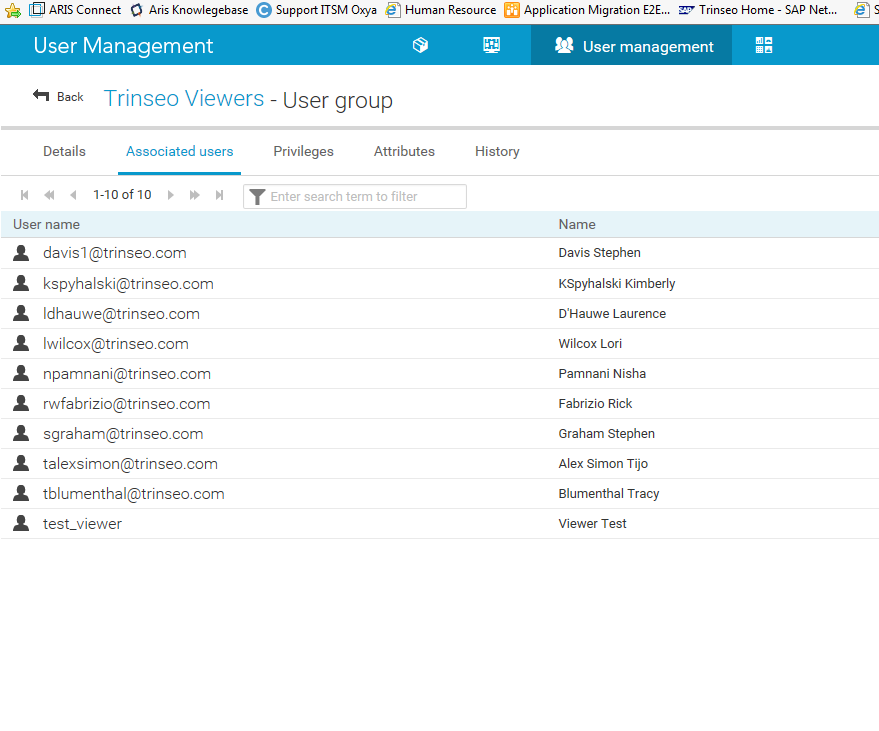 ARIS Connect Aris Knowlegebase Support ITSM Oxya Human Resource Application Migration E2E... Trinseo Home - SAP Net... S
User Management User management
Back Trinseo Viewers - User group
Details Associated users Privileges Attributes History
1-10 of 10 Enter search term to filter
User name Name
davis1@trinseo.com Davis Stephen
kspyhalski@trinseo.com KSpyhalski Kimberly
ldhauwe@trinseo.com D'Hauwe Laurence
lwilcox@trinseo.com Wilcox Lori
npamnani@trinseo.com Pamnani Nisha
rwfabrizio@trinseo.com Fabrizio Rick
sgraham@trinseo.com Graham Stephen
talexsimon@trinseo.com Alex Simon Tijo
tblumenthal@trinseo.com Blumenthal Tracy
test_viewer Viewer Test